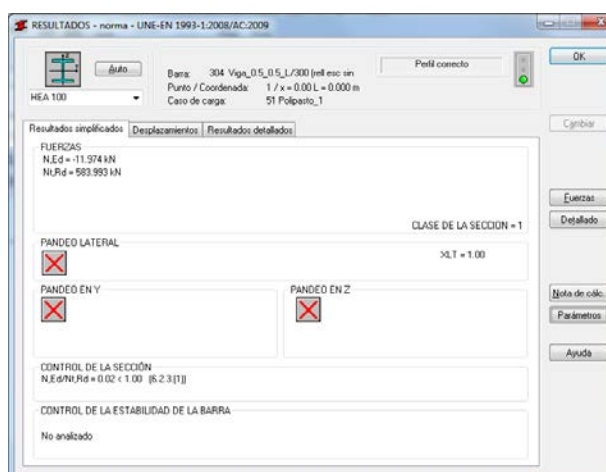 RESULTADOS - norma - UNE-EN 1993-1:2008/AC:2009
Auto
HEA 100
Barra: 304 Viga_0.5_0.5_L/300 (rell esc sin
Punto / Coordenada: 1 / x = 0.00 L = 0.000 m
Caso de carga: 51 Polipasto_1
Perfil correcto
OK
Cambiar
Resultados simplificados Desplazamientos Resultados detallados
FUERZAS
N,Ed = -11.974 kN
Nt,Rd = 583.993 kN
CLASE DE LA SECCION = 1
Fuerzas
Detallado
PANDEO LATERAL
XLT = 1.00
PANDEO EN Y PANDEO EN Z
Nota de cálc.
Parámetros
Ayuda
CONTROL DE LA SECCIÓN
N,Ed/Nt,Rd = 0.02 < 1.00 (6.2.3.(1))
CONTROL DE LA ESTABILIDAD DE LA BARRA
No analizado